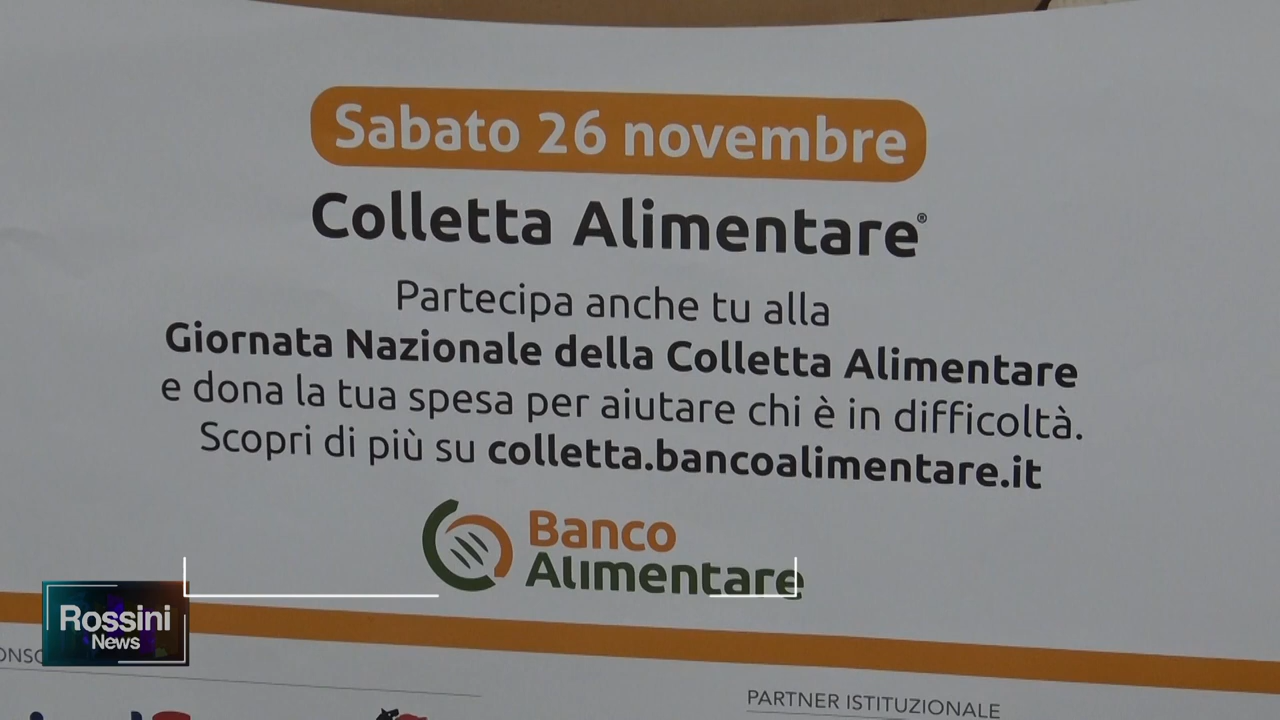 Sabato 26 novembre
Colletta Alimentare®
Partecipa anche tu alla
Giornata Nazionale della Colletta Alimentare
e dona la tua spesa per aiutare chi è in difficoltà.
Scopri di più su colletta.bancoalimentare.it
Banco
Alimentare
Rossini
News
PARTNER ISTITUZIONALE